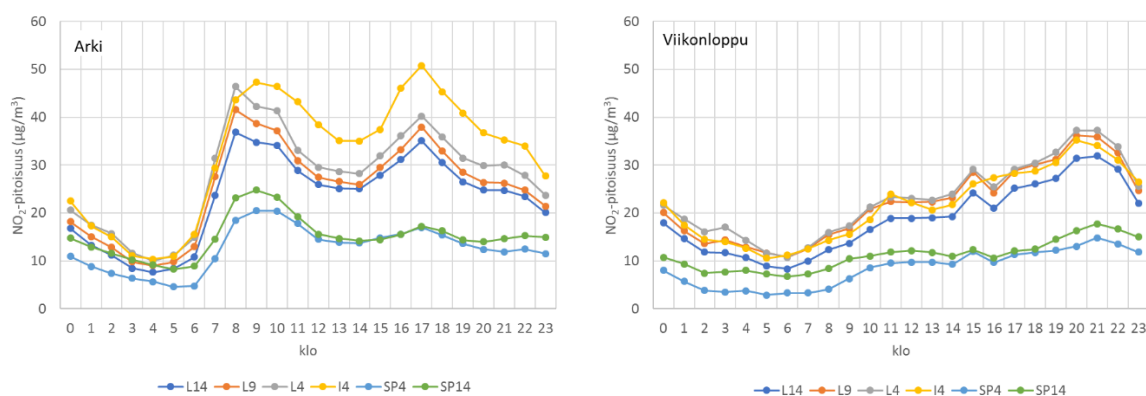 Arki
NO₂-pitoisuus (µg/m³)
60
50
40
30
20
10
0
0 1 2 3 4 5 6 7 8 9 10 11 12 13 14 15 16 17 18 19 20 21 22 23
klo
L14 L9 L4 I4 SP4 SP14
Viikonloppu
NO₂-pitoisuus (µg/m³)
60
50
40
30
20
10
0
0 1 2 3 4 5 6 7 8 9 10 11 12 13 14 15 16 17 18 19 20 21 22 23
klo
L14 L9 L4 I4 SP4 SP14